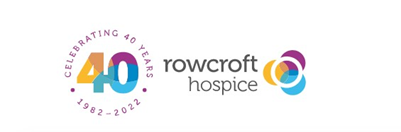 • CELEBRATING 40 YEARS •
40
1982-2022
rowcroft
hospice